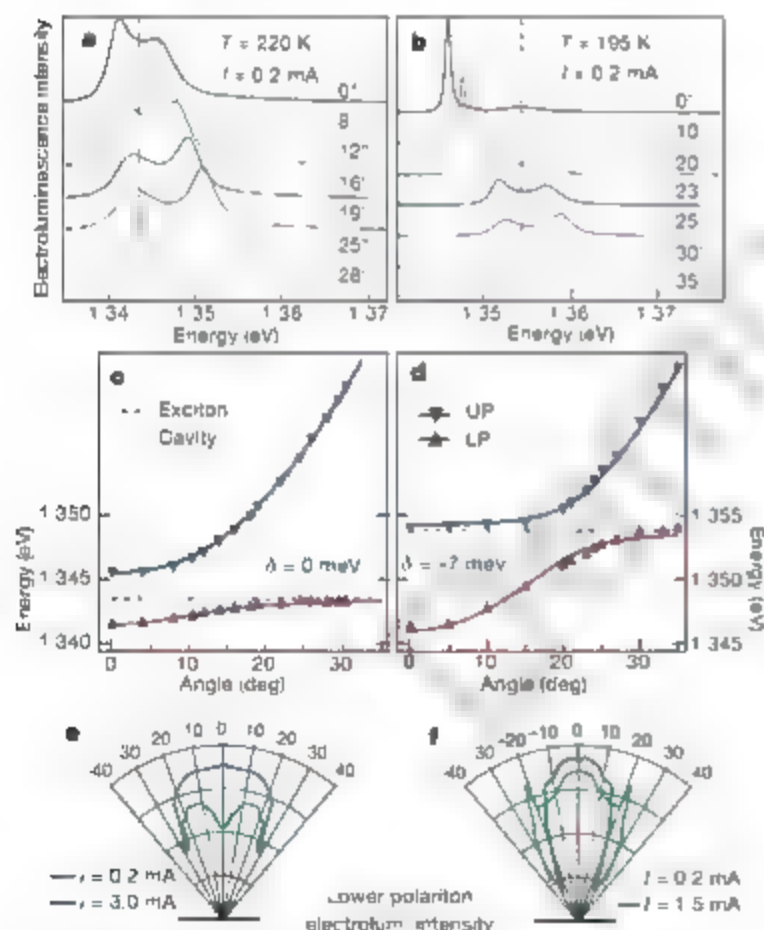 Electroluminescence intensity
a
T = 220 K
I = 0.2 mA
0°
8
12°
16°
19°
25°
28°
1.34
1.35
1.36
1.37
Energy (eV)
b
T = 195 K
I = 0.2 mA
0°
10
20
23
25
30°
35
1.35
1.36
1.37
Energy (eV)
c
Exciton
Cavity
δ = 0 meV
Energy (eV)
1.350
1.345
1.340
0
10
20
30
Angle (deg)
d
UP
LP
δ = -7 meV
1.355
1.350
1.345
Energy (eV)
0
10
20
30
Angle (deg)
e
-40
30
20
10
0
10
20
30
40
I = 0.2 mA
I = 3.0 mA
f
-40
30
-20
-10
0
10
20
30
40
I = 0.2 mA
I = 1.5 mA
Lower polariton
electrolum. intensity